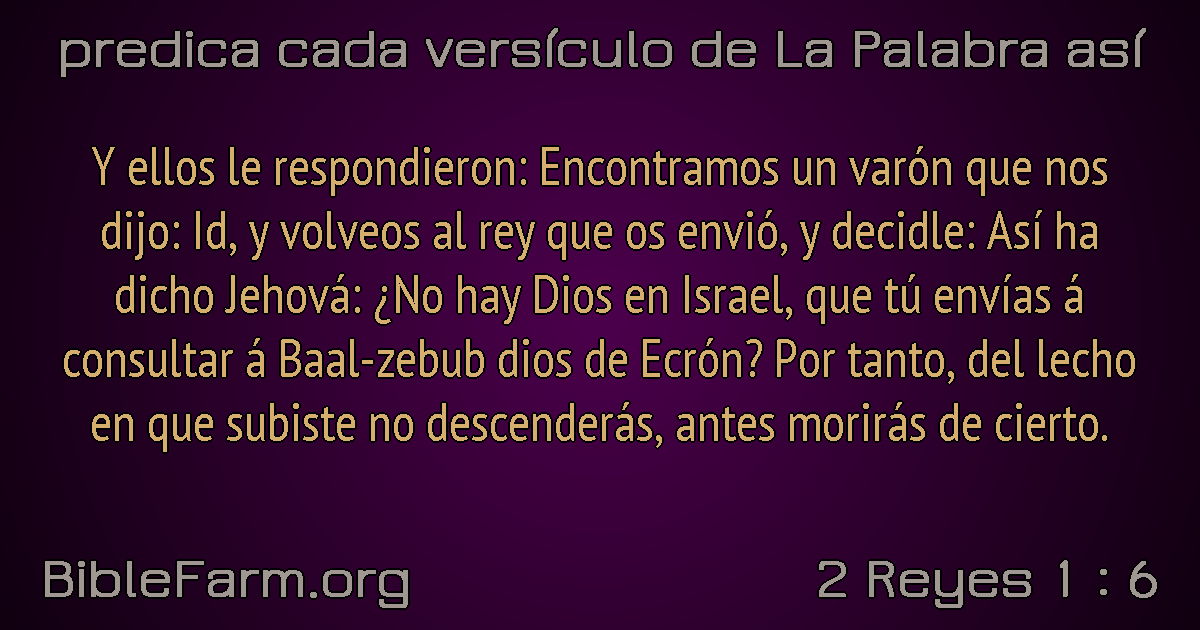 predica cada versículo de La Palabra así
Y ellos le respondieron: Encontramos un varón que nos
dijo: Id, y volveos al rey que os envió, y decidle: Así ha
dicho Jehová: ¿No hay Dios en Israel, que tú envías á
consultar á Baal-zebub dios de Ecrón? Por tanto, del lecho
en que subiste no descenderás, antes morirás de cierto.
BibleFarm.org
2 Reyes 1 : 6